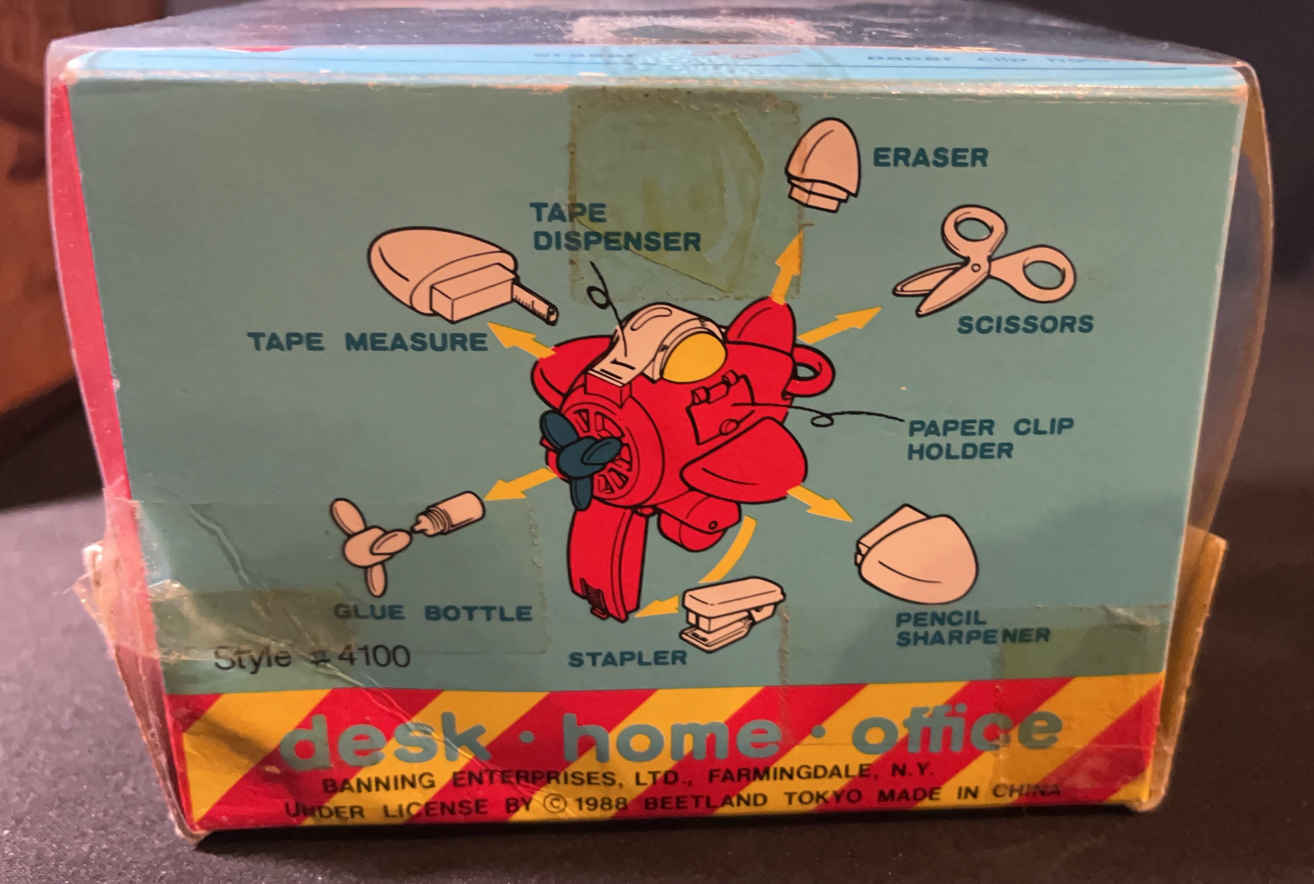 ERASER
TAPE
DISPENSER
TAPE MEASURE
SCISSORS
PAPER CLIP
HOLDER
GLUE BOTTLE
PENCIL
SHARPENER
STAPLER
Style # 4100
desk · home · office
BANNING ENTERPRISES, LTD., FARMINGDALE, N.Y.
UNDER LICENSE BY © 1988 BEETLAND TOKYO MADE IN CHINA